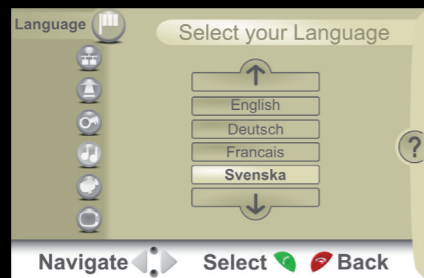 Language
Select your Language
English
Deutsch
Francais
Svenska
?
Navigate Select Back